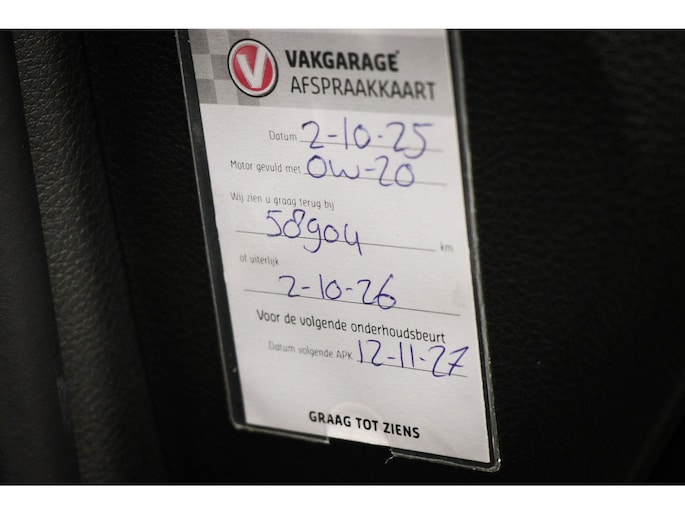 V VAKGARAGE
AFSPRAAKKAART
Datum 2-10-25
Motor gevuld met 0W-20
Wij zien u graag terug bij
58904 km
of uiterlijk
2-10-26
Voor de volgende onderhoudsbeurt
Datum volgende APK 12-11-27
GRAAG TOT ZIENS